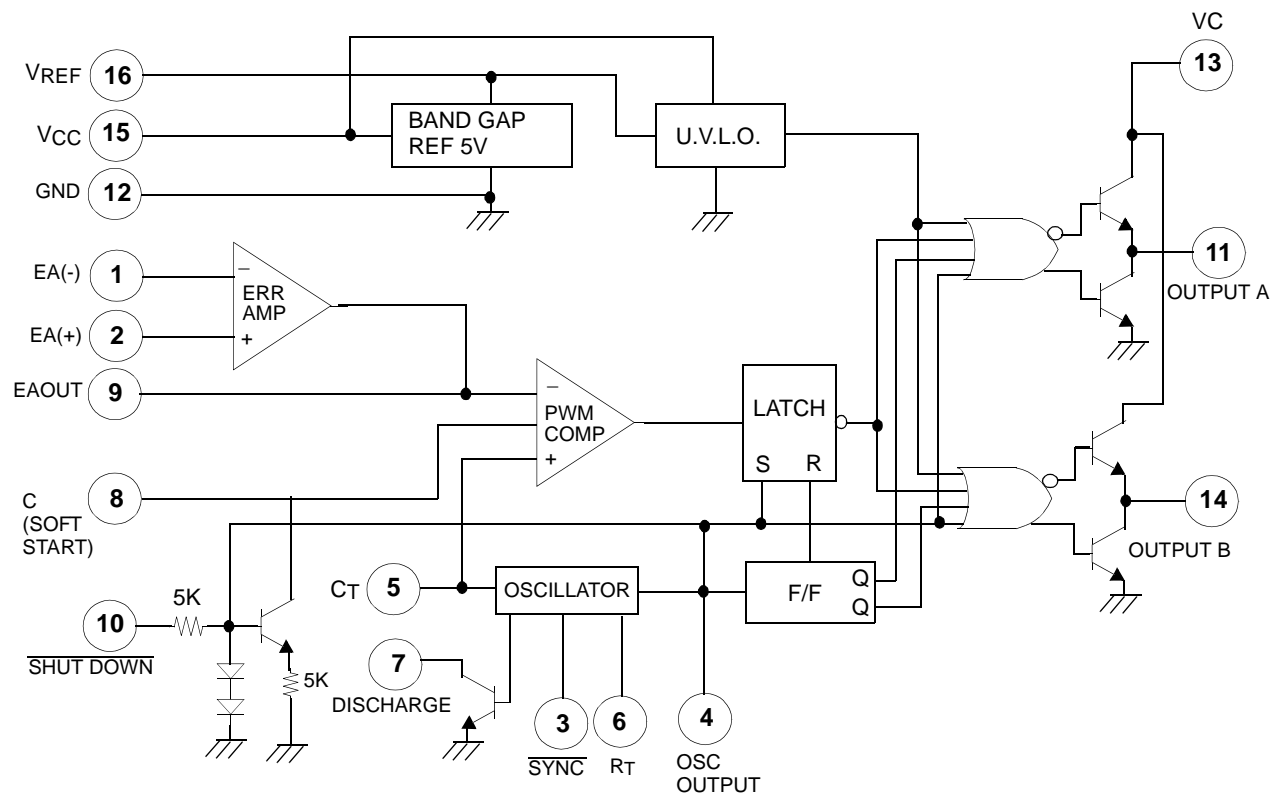 VC
VREF 16
13
VCC 15
BAND GAP
REF 5V
U.V.L.O.
GND 12
EA(-) 1
−
ERR
AMP
+
EA(+) 2
11
OUTPUT A
EAOUT 9
−
PWM
COMP
+
LATCH
S R
C
(SOFT
START)
8
14
OUTPUT B
CT 5
OSCILLATOR
F/F
Q
Q
5K
10
SHUT DOWN
5K
7
DISCHARGE
3
SYNC
6
RT
4
OSC
OUTPUT